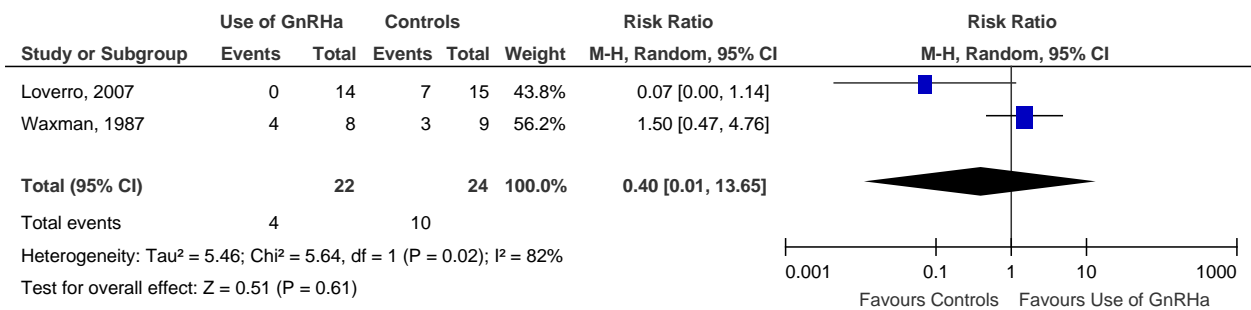 Use of GnRHa Controls Risk Ratio Risk Ratio
Study or Subgroup Events Total Events Total Weight M-H, Random, 95% CI M-H, Random, 95% CI
Loverro, 2007 0 14 7 15 43.8% 0.07 [0.00, 1.14]
Waxman, 1987 4 8 3 9 56.2% 1.50 [0.47, 4.76]
Total (95% CI) 22 24 100.0% 0.40 [0.01, 13.65]
Total events 4 10
Heterogeneity: Tau² = 5.46; Chi² = 5.64, df = 1 (P = 0.02); I² = 82%
Test for overall effect: Z = 0.51 (P = 0.61)
0.001 0.1 1 10 1000
Favours Controls Favours Use of GnRHa